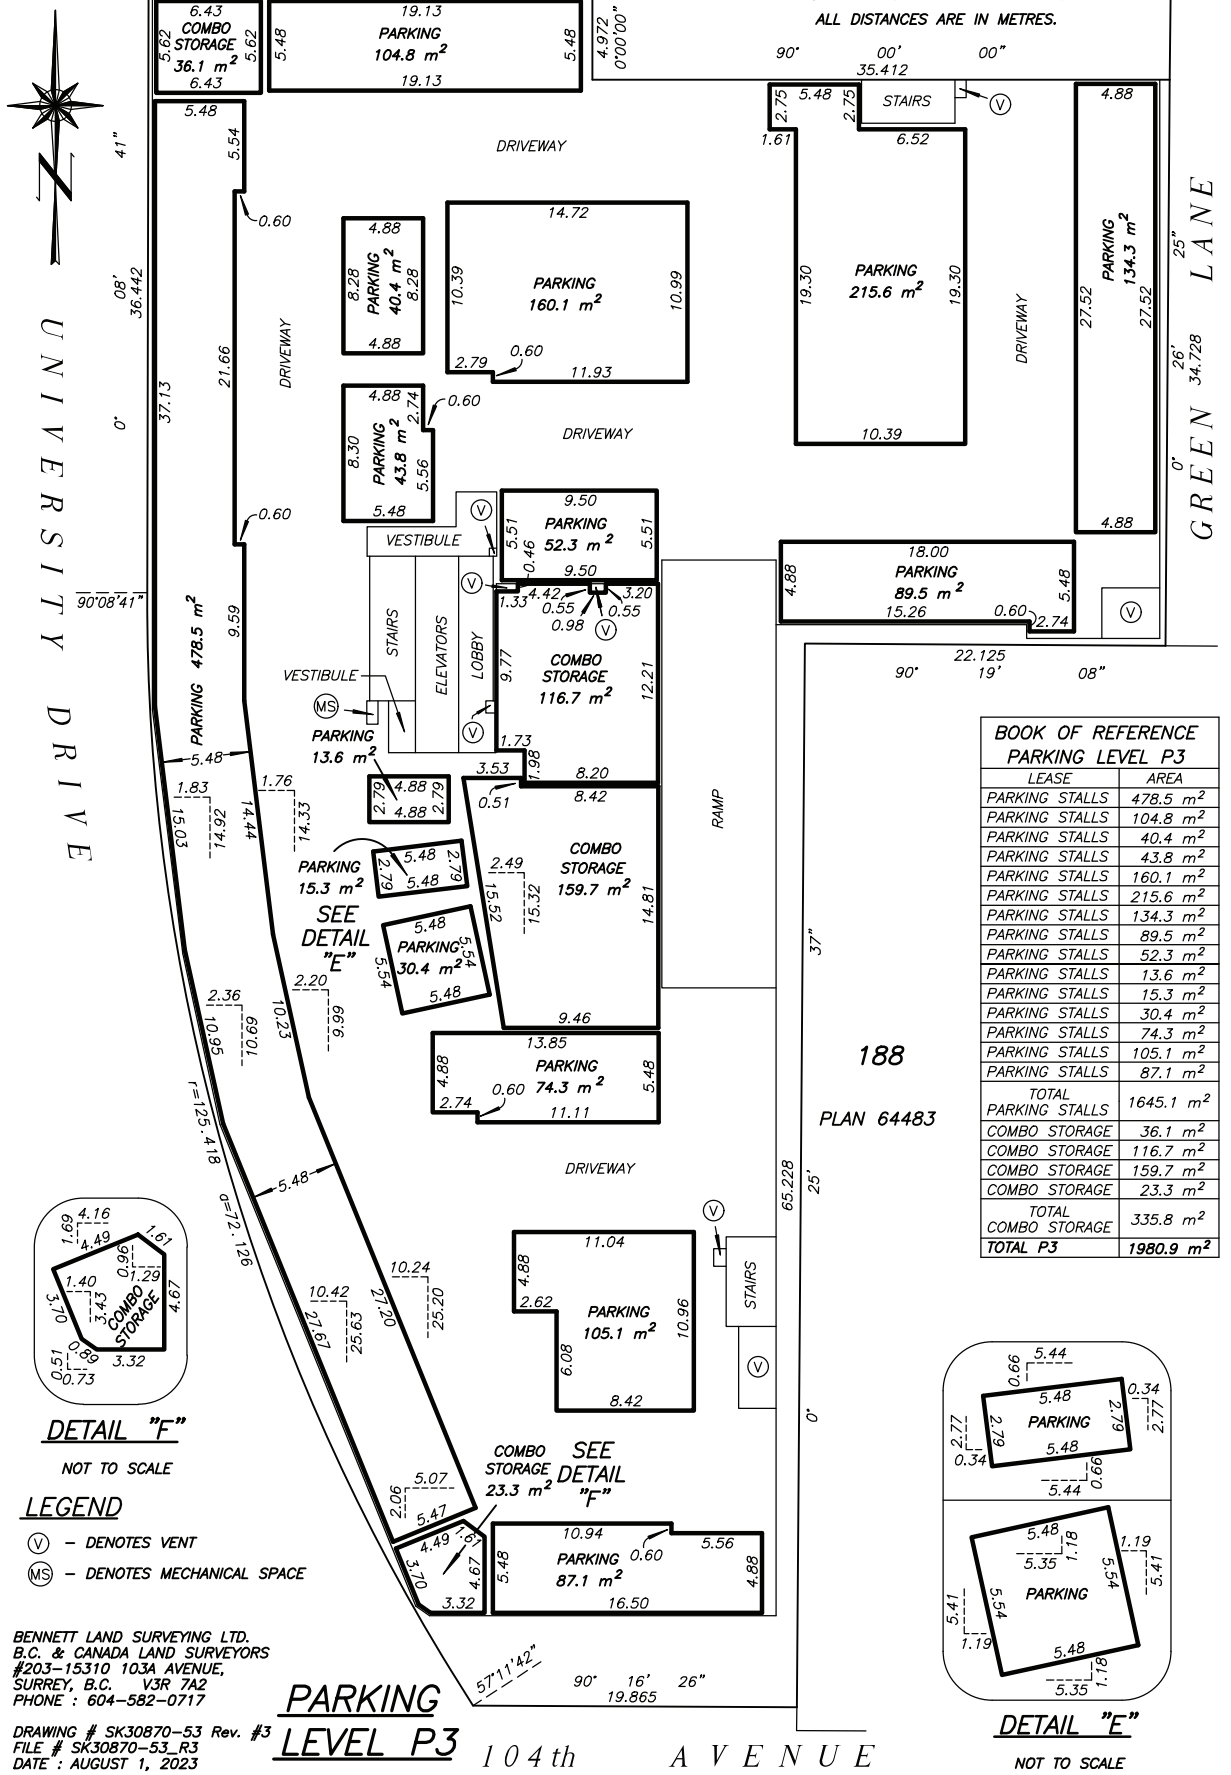 ALL DISTANCES ARE IN METRES.
6.43
COMBO
STORAGE
36.1 m²
6.43
5.62
5.62
19.13
PARKING
104.8 m²
19.13
5.48
5.48
4.972
0°00'00"
90° 00' 00"
35.412
5.48
5.54
0.60
41"
08'
36.442
0°
37.13
21.66
0.60
9.59
PARKING 478.5 m²
5.48
90°08'41"
UNIVERSITY DRIVE
DRIVEWAY
DRIVEWAY
4.88
8.28
PARKING
40.4 m²
8.28
4.88
14.72
10.39
PARKING
160.1 m²
10.99
2.79
0.60
11.93
4.88
2.74
0.60
8.30
PARKING
43.8 m²
5.56
5.48
DRIVEWAY
2.75
5.48
2.75
STAIRS
V
1.61
6.52
19.30
PARKING
215.6 m²
19.30
10.39
DRIVEWAY
4.88
PARKING
134.3 m²
27.52
27.52
4.88
25"
26'
34.728
0°
GREEN LANE
VESTIBULE
V
9.50
5.51
PARKING
52.3 m²
5.51
9.50
0.46
V
1.33
4.42
0.55
0.98
0.55
3.20
V
STAIRS
ELEVATORS
LOBBY
9.77
COMBO
STORAGE
116.7 m²
12.21
VESTIBULE
MS
V
1.73
1.98
8.20
PARKING
13.6 m²
2.79
4.88
2.79
4.88
3.53
0.51
8.42
COMBO
STORAGE
159.7 m²
2.49
15.52
15.32
14.81
9.46
RAMP
18.00
4.88
PARKING
89.5 m²
5.48
15.26
0.60
2.74
V
22.125
90° 19' 08"
PARKING
15.3 m²
5.48
2.79
2.79
5.48
SEE
DETAIL
"E"
5.48
PARKING
30.4 m²
5.54
5.54
5.48
1.83
15.03
14.92
1.76
14.44
14.33
2.36
10.95
10.69
2.20
10.23
9.99
r=125.418
a=72.126
5.48
13.85
4.88
PARKING
74.3 m²
5.48
2.74
0.60
11.11
DRIVEWAY
37"
25'
65.228
0°
188
PLAN 64483
BOOK OF REFERENCE
PARKING LEVEL P3
LEASE AREA
PARKING STALLS 478.5 m²
PARKING STALLS 104.8 m²
PARKING STALLS 40.4 m²
PARKING STALLS 43.8 m²
PARKING STALLS 160.1 m²
PARKING STALLS 215.6 m²
PARKING STALLS 134.3 m²
PARKING STALLS 89.5 m²
PARKING STALLS 52.3 m²
PARKING STALLS 13.6 m²
PARKING STALLS 15.3 m²
PARKING STALLS 30.4 m²
PARKING STALLS 74.3 m²
PARKING STALLS 105.1 m²
PARKING STALLS 87.1 m²
TOTAL
PARKING STALLS 1645.1 m²
COMBO STORAGE 36.1 m²
COMBO STORAGE 116.7 m²
COMBO STORAGE 159.7 m²
COMBO STORAGE 23.3 m²
TOTAL
COMBO STORAGE 335.8 m²
TOTAL P3 1980.9 m²
10.42
27.67
25.63
10.24
27.20
25.20
11.04
4.88
2.62
PARKING
105.1 m²
10.96
6.08
8.42
V
STAIRS
V
4.16
1.69
4.49
1.61
0.96
1.29
1.40
3.43
3.70
COMBO
STORAGE
4.67
0.89
0.51
0.73
3.32
DETAIL "F"
NOT TO SCALE
5.07
2.06
5.47
COMBO
STORAGE
23.3 m²
SEE
DETAIL
"F"
4.49
1.61
3.70
4.67
3.32
10.94
0.60
5.56
5.48
PARKING
87.1 m²
4.88
16.50
57°11'42"
90° 16' 26"
19.865
5.44
0.66
5.48
0.34
2.77
2.77
2.79
PARKING
2.79
0.34
5.48
0.66
5.44
5.48
1.18
5.35
1.19
5.41
5.54
PARKING
5.54
5.41
1.19
5.48
1.18
5.35
DETAIL "E"
NOT TO SCALE
LEGEND
V - DENOTES VENT
MS - DENOTES MECHANICAL SPACE
BENNETT LAND SURVEYING LTD.
B.C. & CANADA LAND SURVEYORS
#203-15310 103A AVENUE,
SURREY, B.C. V3R 7A2
PHONE : 604-582-0717
DRAWING # SK30870-53 Rev. #3
FILE # SK30870-53_R3
DATE : AUGUST 1, 2023
PARKING
LEVEL P3
104th AVENUE